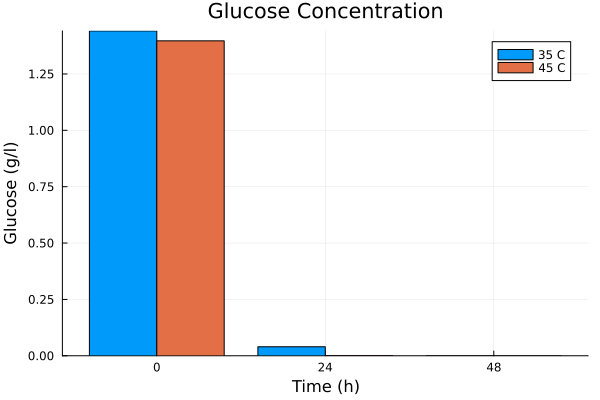 Glucose Concentration
35 C
45 C
1.25
1.00
0.75
0.50
0.25
0.00
Glucose (g/l)
0 24 48
Time (h)